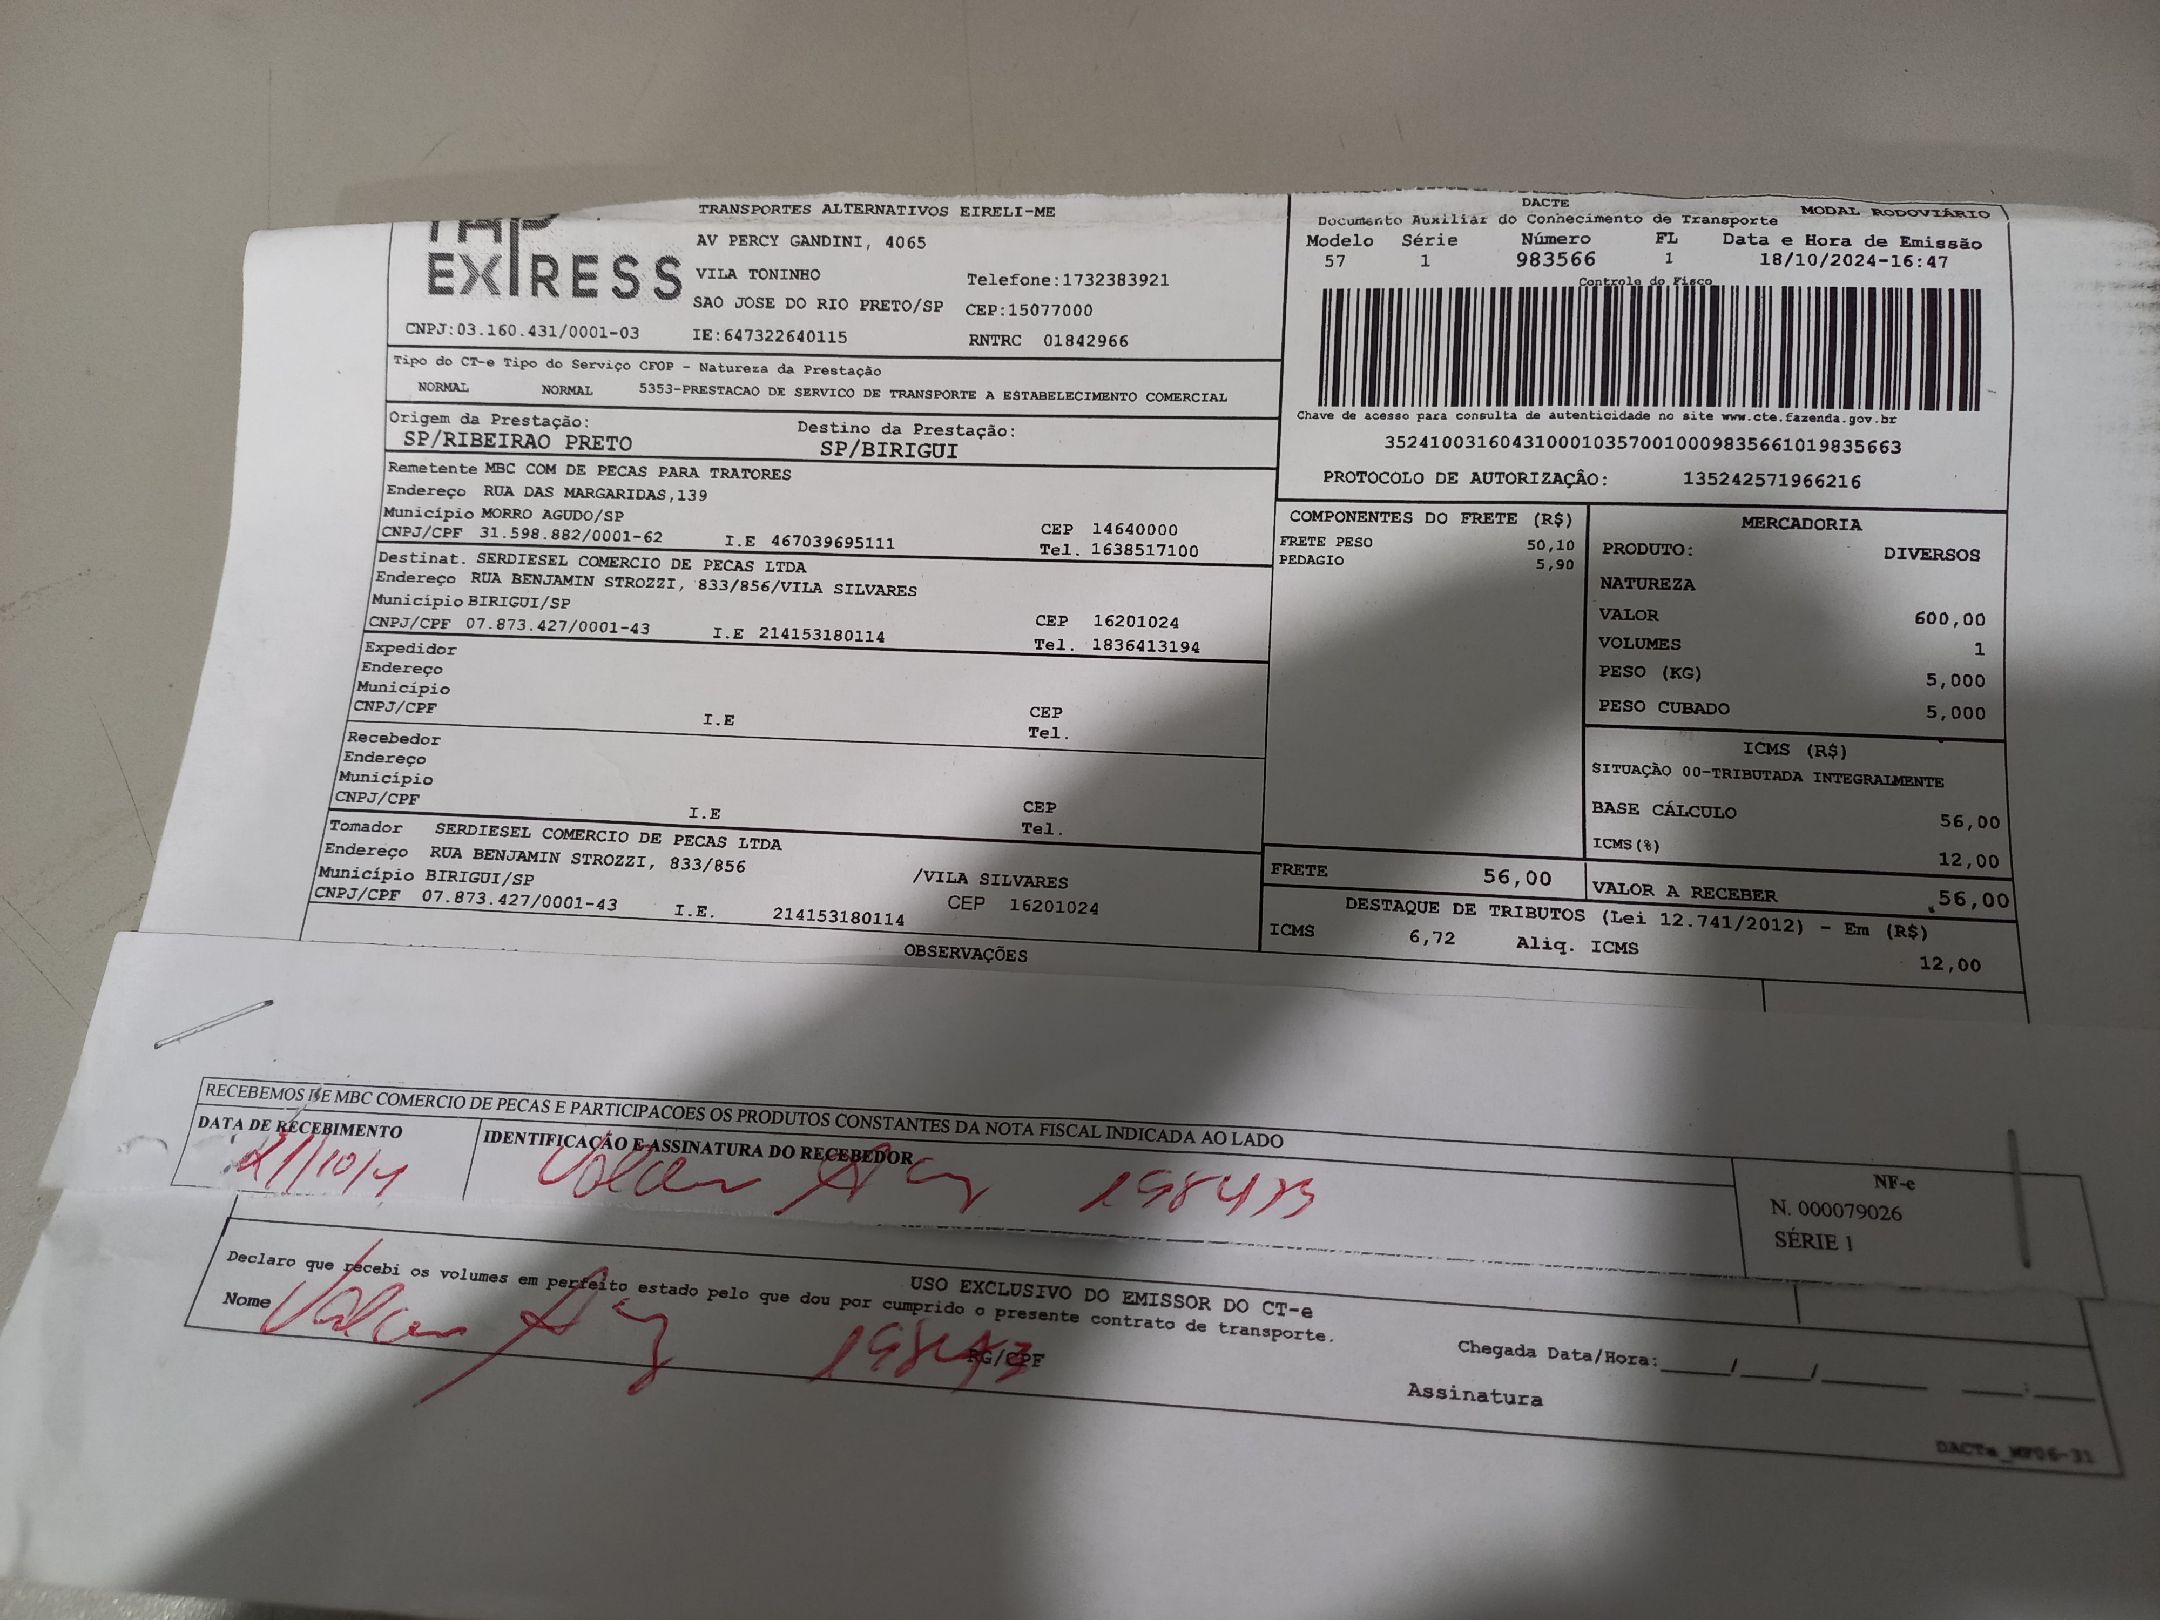 EXPRESS
TRANSPORTES ALTERNATIVOS EIRELI-ME
AV PERCY GANDINI, 4065
VILA TONINHO Telefone:1732383921
SAO JOSE DO RIO PRETO/SP CEP:15077000
CNPJ:03.160.431/0001-03 IE:647322640115 RNTRC 01842966
DACTE
Documento Auxiliar do Conhecimento de Transporte MODAL RODOVIÁRIO
Modelo Série Número FL Data e Hora de Emissão
57 1 983566 1 18/10/2024-16:47
Controle do Fisco
Chave de acesso para consulta de autenticidade no site www.cte.fazenda.gov.br
35241003160431000103570010009835661019835663
PROTOCOLO DE AUTORIZAÇÃO: 135242571966216
Tipo do CT-e Tipo do Serviço CFOP - Natureza da Prestação
NORMAL NORMAL 5353-PRESTACAO DE SERVICO DE TRANSPORTE A ESTABELECIMENTO COMERCIAL
Origem da Prestação: Destino da Prestação:
SP/RIBEIRAO PRETO SP/BIRIGUI
Remetente MBC COM DE PECAS PARA TRATORES
Endereço RUA DAS MARGARIDAS,139
Município MORRO AGUDO/SP CEP 14640000
CNPJ/CPF 31.598.882/0001-62 I.E 467039695111 Tel. 1638517100
Destinat. SERDIESEL COMERCIO DE PECAS LTDA
Endereço RUA BENJAMIN STROZZI, 833/856/VILA SILVARES
Município BIRIGUI/SP CEP 16201024
CNPJ/CPF 07.873.427/0001-43 I.E 214153180114 Tel. 1836413194
Expedidor
Endereço
Município CEP
CNPJ/CPF I.E Tel.
Recebedor
Endereço
Município CEP
CNPJ/CPF I.E Tel.
Tomador SERDIESEL COMERCIO DE PECAS LTDA
Endereço RUA BENJAMIN STROZZI, 833/856 /VILA SILVARES
Município BIRIGUI/SP CEP 16201024
CNPJ/CPF 07.873.427/0001-43 I.E. 214153180114
COMPONENTES DO FRETE (R$)
FRETE PESO 50,10
PEDAGIO 5,90
MERCADORIA
PRODUTO: DIVERSOS
NATUREZA
VALOR 600,00
VOLUMES 1
PESO (KG) 5,000
PESO CUBADO 5,000
ICMS (R$)
SITUAÇÃO 00-TRIBUTADA INTEGRALMENTE
BASE CÁLCULO 56,00
ICMS(%) 12,00
FRETE 56,00 VALOR A RECEBER 56,00
DESTAQUE DE TRIBUTOS (Lei 12.741/2012) - Em (R$)
ICMS 6,72 Aliq. ICMS 12,00
OBSERVAÇÕES
RECEBEMOS DE MBC COMERCIO DE PECAS E PARTICIPACOES OS PRODUTOS CONSTANTES DA NOTA FISCAL INDICADA AO LADO
DATA DE RECEBIMENTO IDENTIFICAÇÃO E ASSINATURA DO RECEBEDOR
NF-e
N. 000079026
SÉRIE 1
USO EXCLUSIVO DO EMISSOR DO CT-e
Declaro que recebi os volumes em perfeito estado pelo que dou por cumprido o presente contrato de transporte.
Nome RG/CPF Chegada Data/Hora:____/____/______ ____:____
Assinatura